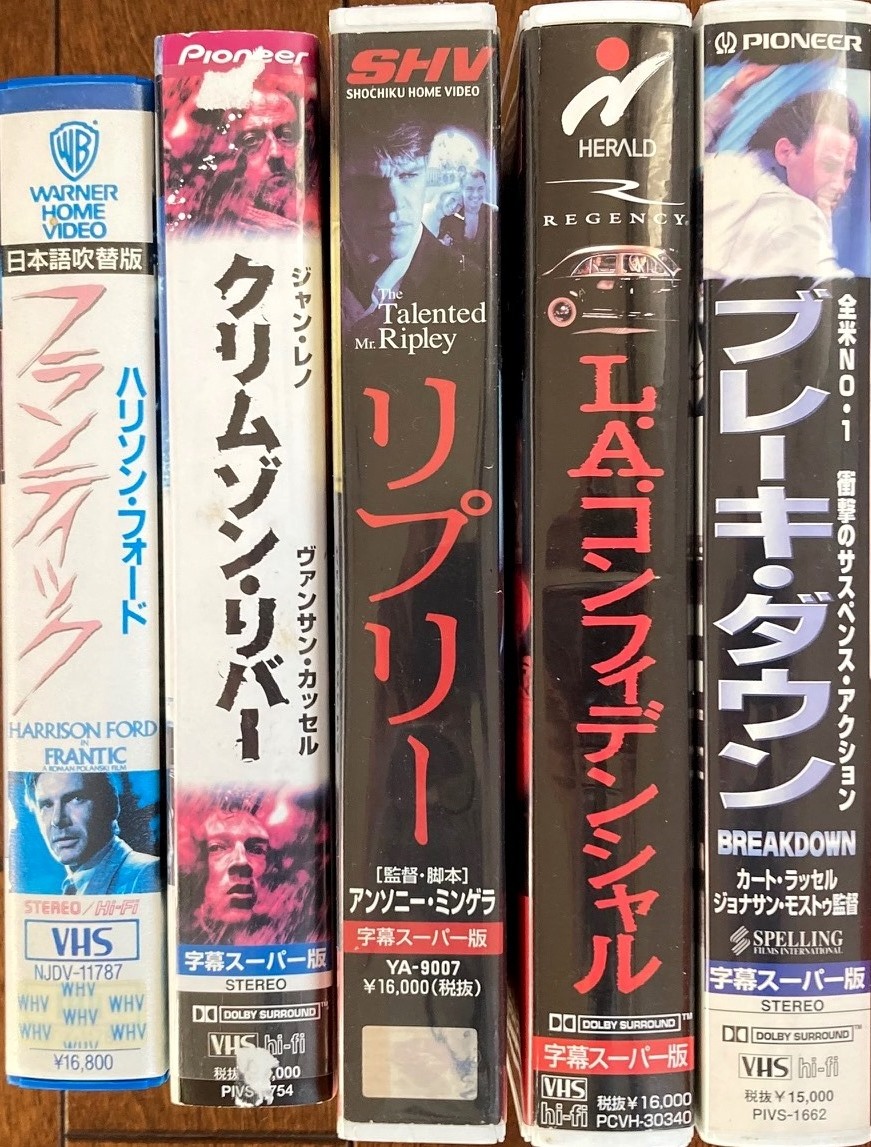 WB
WARNER
HOME
VIDEO
日本語吹替版
フランティック
ハリソン・フォード
HARRISON FORD
IN
FRANTIC
A ROMAN POLANSKI FILM
STEREO/Hi-Fi
VHS
NJDV-11787
WHV
WHV WHV
WHV
WHV WHV
¥16,800
Pioneer
ジャン・レノ
クリムゾン・リバー
ヴァンサン・カッセル
字幕スーパー版
STEREO
DOLBY SURROUND
VHS hi-fi
SHV
SHOCHIKU HOME VIDEO
The
Talented
Mr. Ripley
リプリー
[監督・脚本]
アンソニー・ミンゲラ
字幕スーパー版
YA-9007
¥16,000(税抜)
HERALD
REGENCY
L.A.コンフィデンシャル
DOLBY SURROUND™
字幕スーパー版
VHS
hi-fi
税抜¥16,000
PCVH-30340
PIONEER
全米NO・1 衝撃のサスペンス・アクション
ブレーキ・ダウン
BREAKDOWN
カート・ラッセル
ジョナサン・モストゥ監督
SPELLING
FILMS INTERNATIONAL
字幕スーパー版
STEREO
DOLBY SURROUND™
VHS hi-fi
税抜¥15,000
PIVS-1662